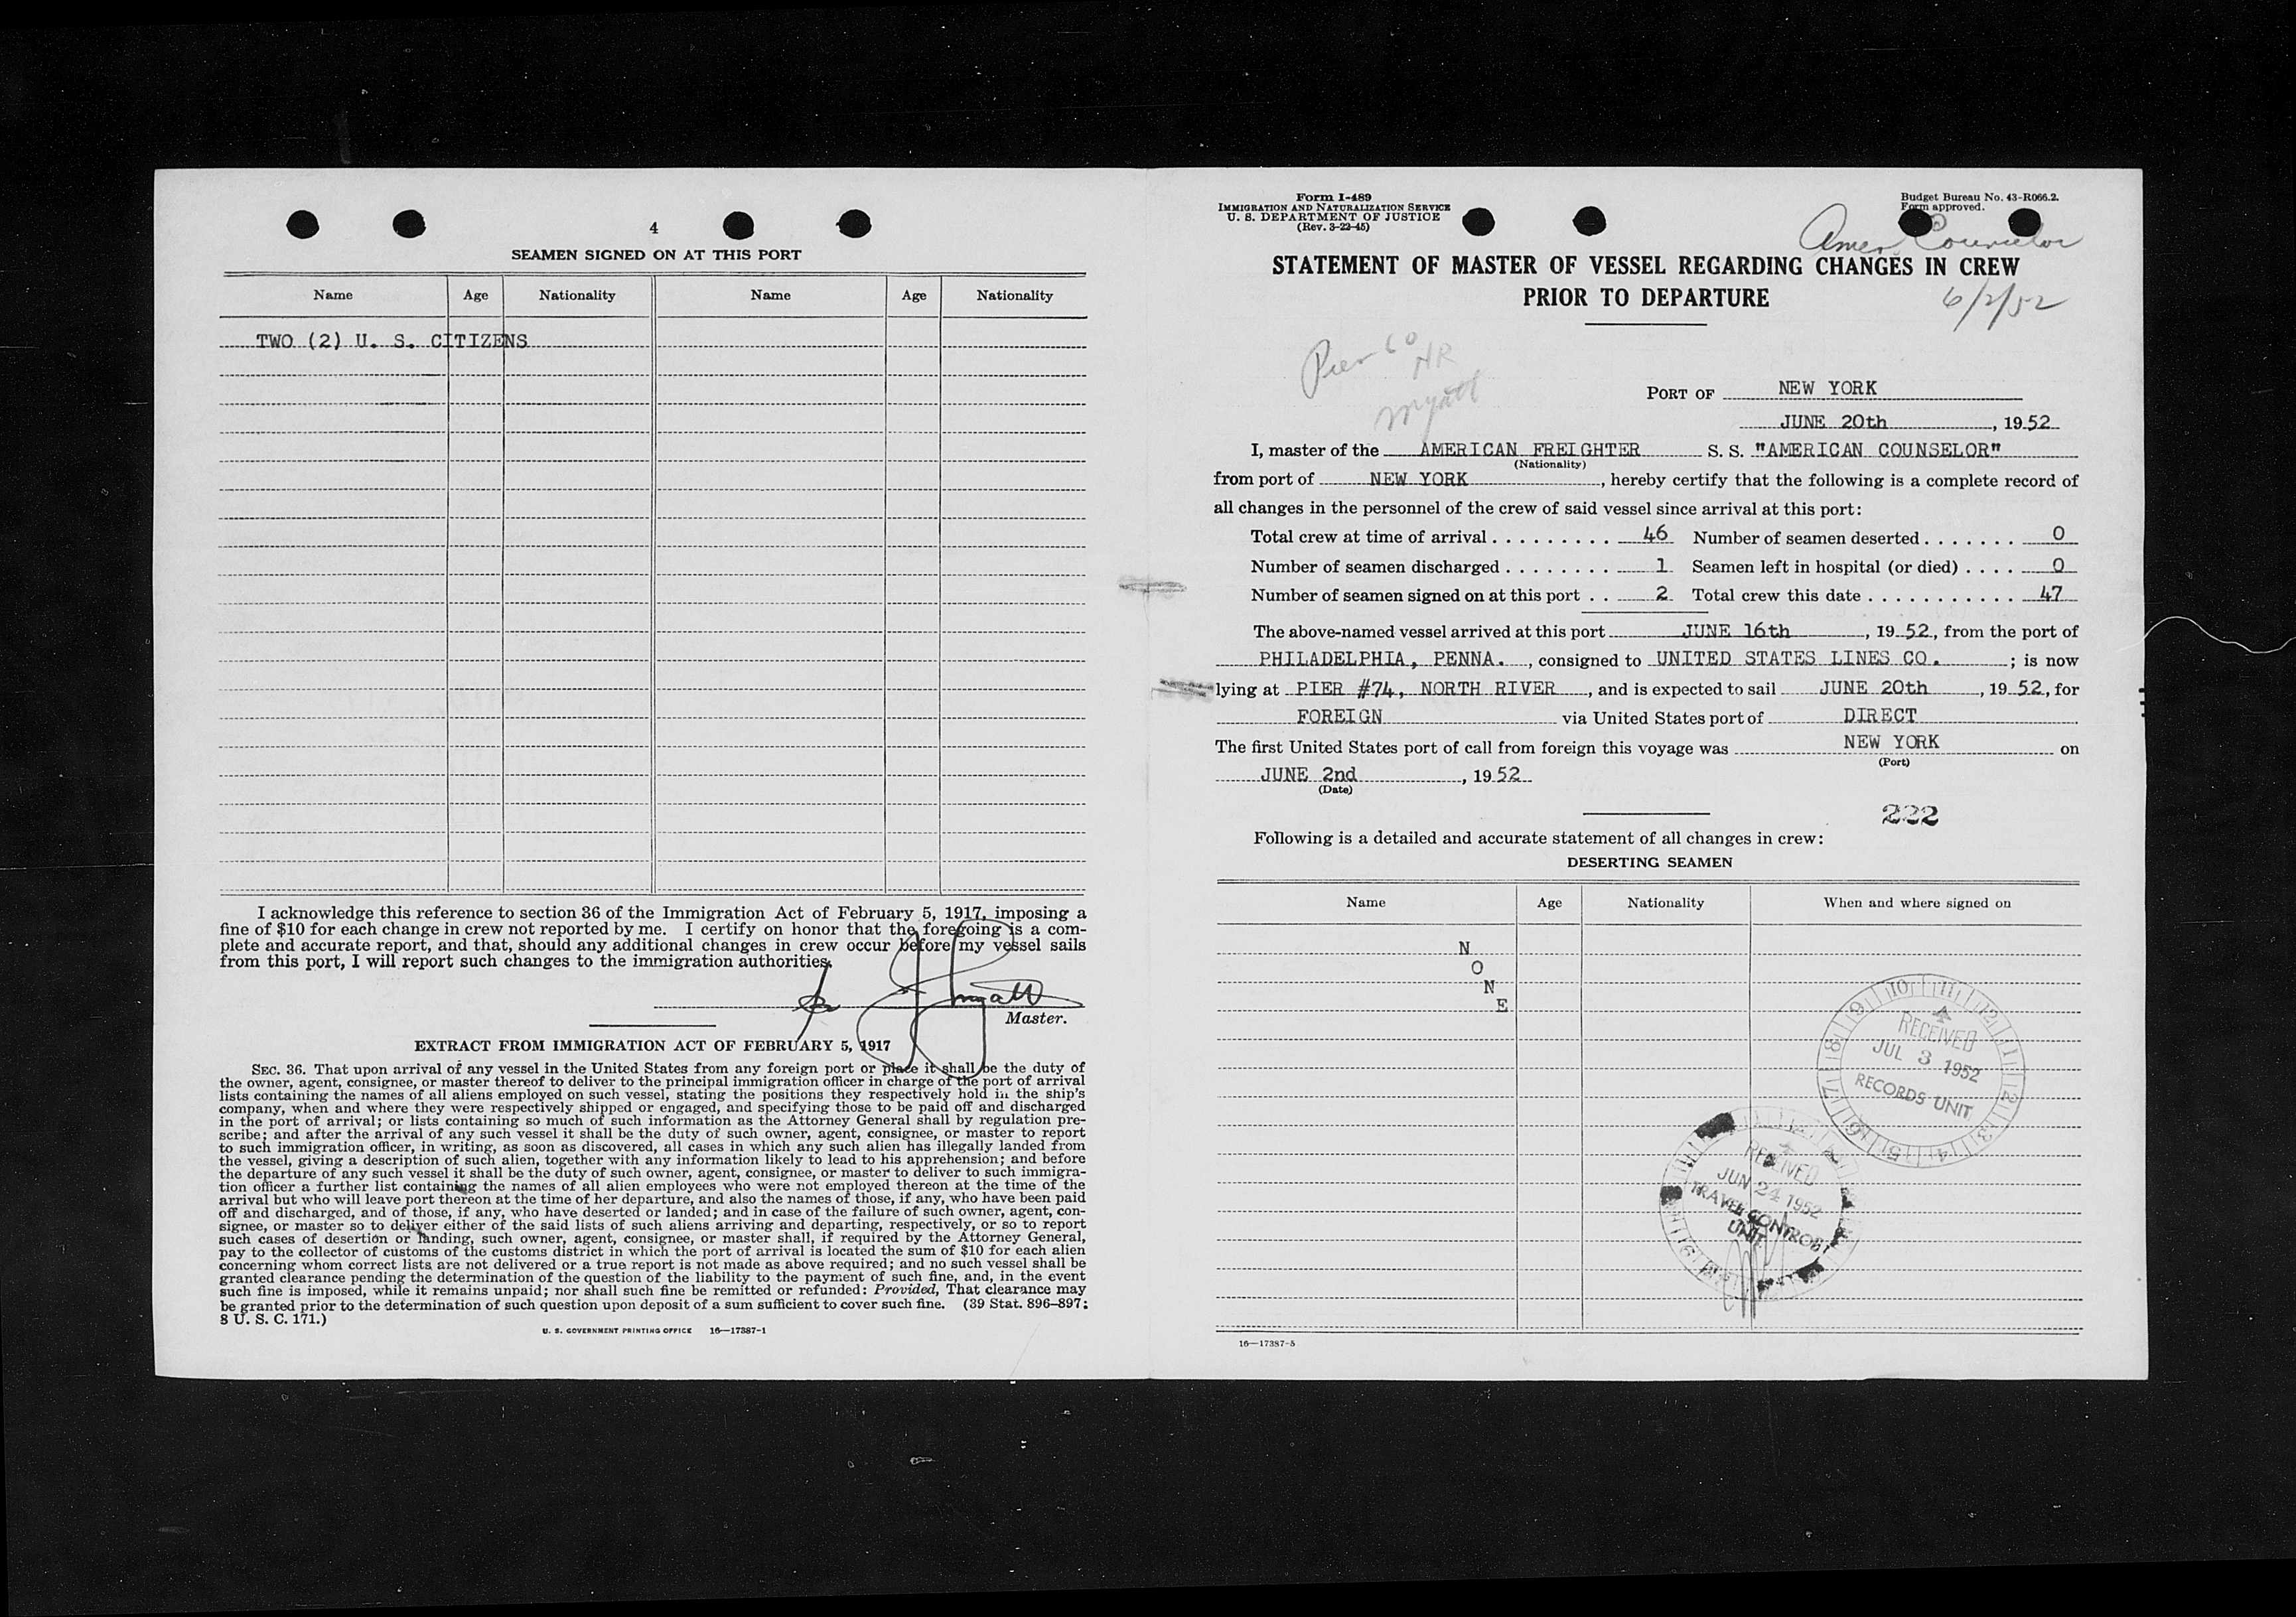 4
SEAMEN SIGNED ON AT THIS PORT
Name Age Nationality Name Age Nationality
TWO (2) U. S. CITIZENS
I acknowledge this reference to section 36 of the Immigration Act of February 5, 1917, imposing a
fine of $10 for each change in crew not reported by me. I certify on honor that the foregoing is a com-
plete and accurate report, and that, should any additional changes in crew occur before my vessel sails
from this port, I will report such changes to the immigration authorities.
Myatt
Master.
EXTRACT FROM IMMIGRATION ACT OF FEBRUARY 5, 1917
SEC. 36. That upon arrival of any vessel in the United States from any foreign port or place it shall be the duty of
the owner, agent, consignee, or master thereof to deliver to the principal immigration officer in charge of the port of arrival
lists containing the names of all aliens employed on such vessel, stating the positions they respectively hold in the ship's
company, when and where they were respectively shipped or engaged, and specifying those to be paid off and discharged
in the port of arrival; or lists containing so much of such information as the Attorney General shall by regulation pre-
scribe; and after the arrival of any such vessel it shall be the duty of such owner, agent, consignee, or master to report
to such immigration officer, in writing, as soon as discovered, all cases in which any such alien has illegally landed from
the vessel, giving a description of such alien, together with any information likely to lead to his apprehension; and before
the departure of any such vessel it shall be the duty of such owner, agent, consignee, or master to deliver to such immigra-
tion officer a further list containing the names of all alien employees who were not employed thereon at the time of the
arrival but who will leave port thereon at the time of her departure, and also the names of those, if any, who have been paid
off and discharged, and of those, if any, who have deserted or landed; and in case of the failure of such owner, agent, con-
signee, or master so to deliver either of the said lists of such aliens arriving and departing, respectively, or so to report
such cases of desertion or landing, such owner, agent, consignee, or master shall, if required by the Attorney General,
pay to the collector of customs of the customs district in which the port of arrival is located the sum of $10 for each alien
concerning whom correct lists are not delivered or a true report is not made as above required; and no such vessel shall be
granted clearance pending the determination of the question of the liability to the payment of such fine, and, in the event
such fine is imposed, while it remains unpaid; nor shall such fine be remitted or refunded: Provided, That clearance may
be granted prior to the determination of such question upon deposit of a sum sufficient to cover such fine. (39 Stat. 896–897;
8 U. S. C. 171.)
U. S. GOVERNMENT PRINTING OFFICE 16—17387-1
Form I-489
IMMIGRATION AND NATURALIZATION SERVICE
U. S. DEPARTMENT OF JUSTICE
(Rev. 3-22-45)
Budget Bureau No. 43-R066.2.
Form approved.
Amer. Counselor
STATEMENT OF MASTER OF VESSEL REGARDING CHANGES IN CREW
PRIOR TO DEPARTURE
6/2/52
Pier 60
NR
Myatt
PORT OF NEW YORK
JUNE 20th, 1952
I, master of the AMERICAN FREIGHTER S. S. "AMERICAN COUNSELOR"
(Nationality)
from port of NEW YORK, hereby certify that the following is a complete record of
all changes in the personnel of the crew of said vessel since arrival at this port:
Total crew at time of arrival . . . . . . . . . 46 Number of seamen deserted . . . . . . . 0
Number of seamen discharged . . . . . . . . 1 Seamen left in hospital (or died) . . . . 0
Number of seamen signed on at this port . . 2 Total crew this date . . . . . . . . . . . 47
The above-named vessel arrived at this port JUNE 16th, 1952, from the port of
PHILADELPHIA, PENNA., consigned to UNITED STATES LINES CO.; is now
lying at PIER #74, NORTH RIVER, and is expected to sail JUNE 20th, 1952, for
FOREIGN via United States port of DIRECT
The first United States port of call from foreign this voyage was NEW YORK on
(Port)
JUNE 2nd, 1952
(Date)
222
Following is a detailed and accurate statement of all changes in crew:
DESERTING SEAMEN
Name Age Nationality When and where signed on
N
O
N
E
RECEIVED
JUL 3 1952
RECORDS UNIT
RECEIVED
JUN 24 1952
TRAVEL CONTROL
UNIT
16—17387-5